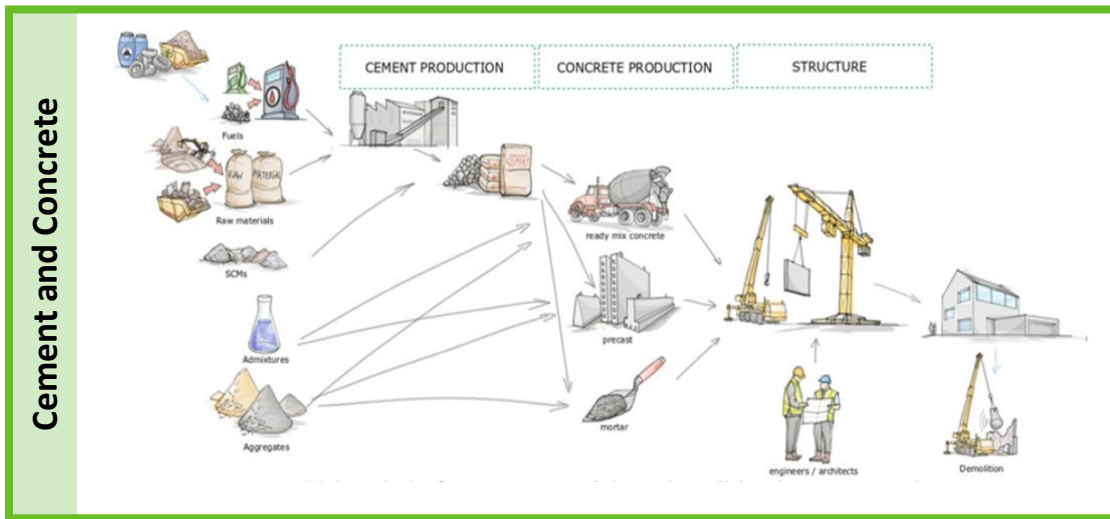 Cement and Concrete
CEMENT PRODUCTION
CONCRETE PRODUCTION
STRUCTURE
Fuels
RAW
MATERIAL
Raw materials
CEMENT
ready mix concrete
SCMs
precast
Admixtures
mortar
Aggregates
engineers / architects
Demolition